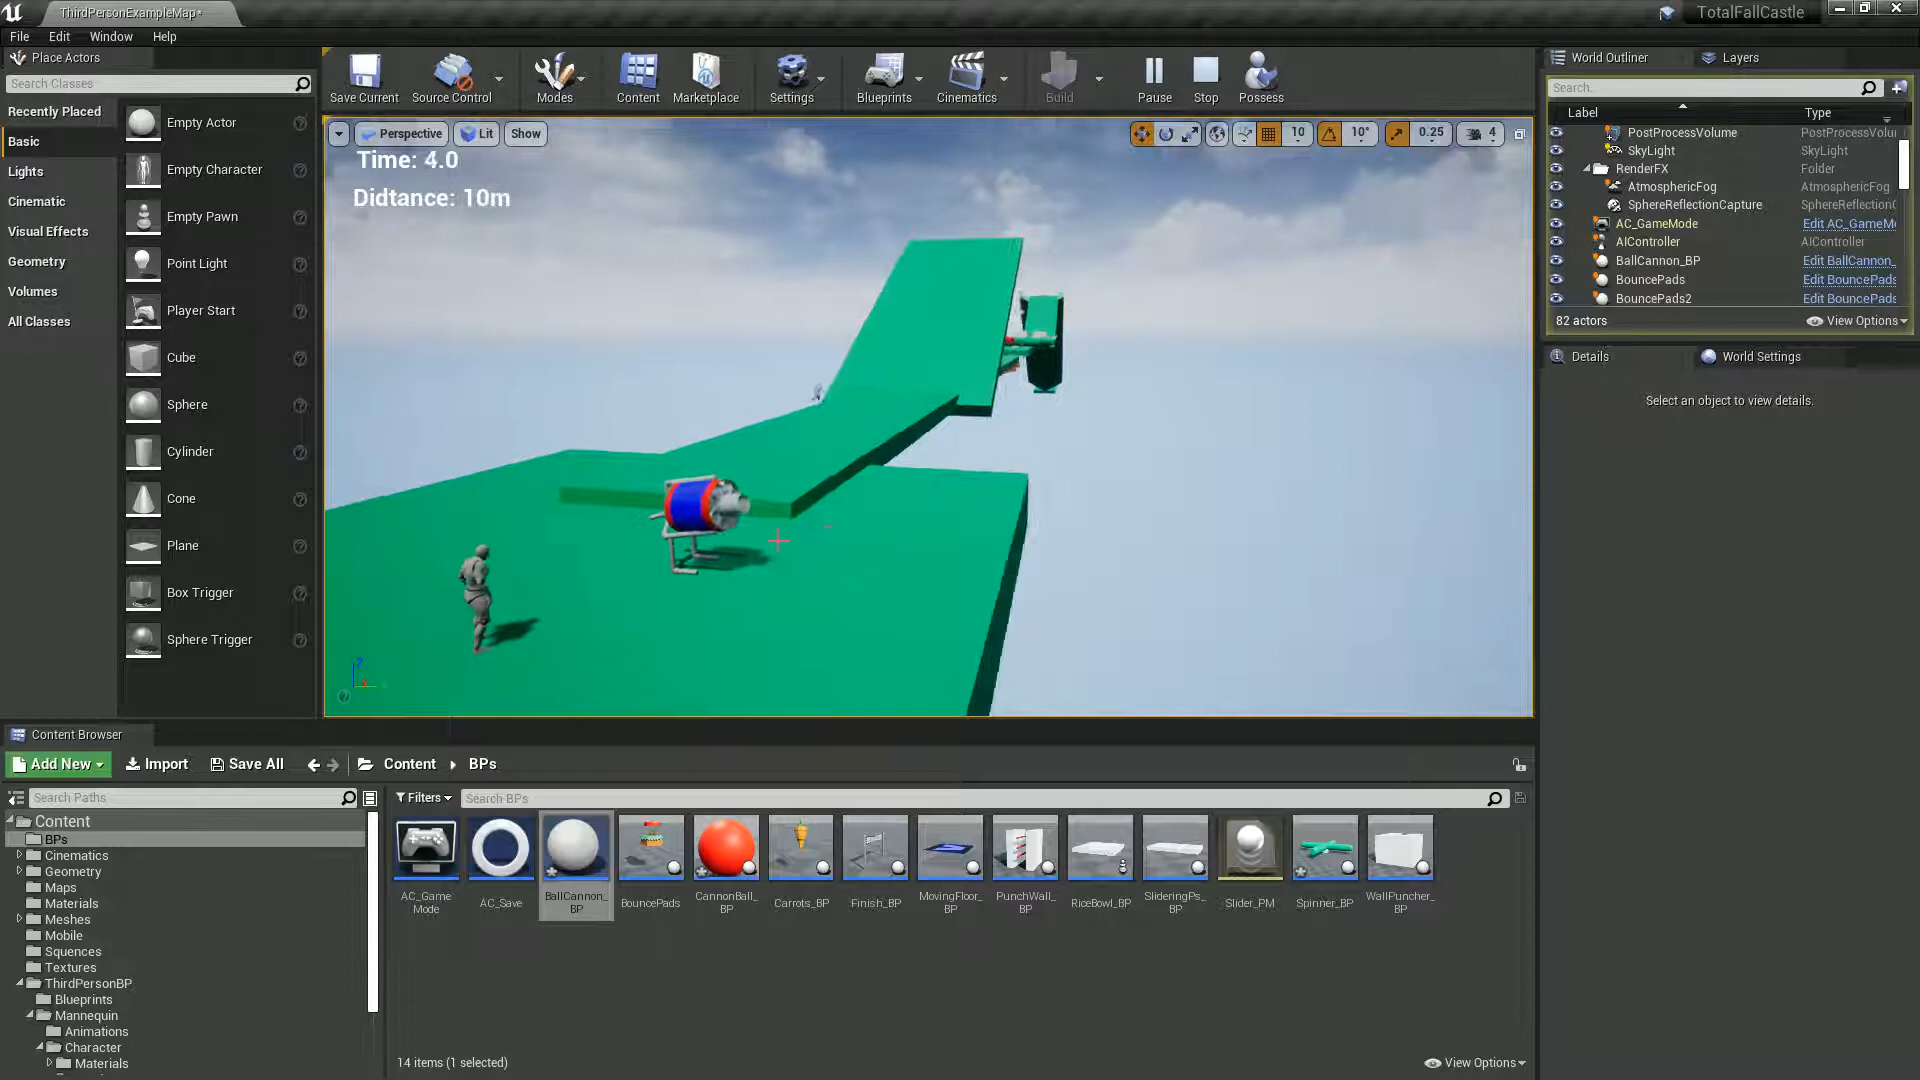 ThirdPersonExampleMap*
TotalFallCastle
File Edit Window Help
Place Actors
Search Classes
Recently Placed
Basic
Lights
Cinematic
Visual Effects
Geometry
Volumes
All Classes
Empty Actor
Empty Character
Empty Pawn
Point Light
Player Start
Cube
Sphere
Cylinder
Cone
Plane
Box Trigger
Sphere Trigger
Save Current
Source Control
Modes
Content
Marketplace
Settings
Blueprints
Cinematics
Build
Pause
Stop
Possess
Perspective
Lit
Show
10
10°
0.25
4
Time: 4.0
Didtance: 10m
World Outliner
Layers
Search...
Label
Type
PostProcessVolume PostProcessVolu
SkyLight SkyLight
RenderFX Folder
AtmosphericFog AtmosphericFog
SphereReflectionCapture SphereReflectionC
AC_GameMode Edit AC_GameMo
AIController AIController
BallCannon_BP Edit BallCannon_
BouncePads Edit BouncePads
BouncePads2 Edit BouncePads
82 actors
View Options
Details
World Settings
Select an object to view details.
Content Browser
Add New
Import
Save All
Content
BPs
Search Paths
Filters
Search BPs
Content
BPs
Cinematics
Geometry
Maps
Materials
Meshes
Mobile
Squences
Textures
ThirdPersonBP
Blueprints
Mannequin
Animations
Character
Materials
AC_Game
Mode
AC_Save
BallCannon_
BP
BouncePads
CannonBall_
BP
Carrots_BP
Finish_BP
MovingFloor_
BP
PunchWall_
BP
RiceBowl_BP
SlideringPs_
BP
Slider_PM
Spinner_BP
WallPuncher_
BP
14 items (1 selected)
View Options